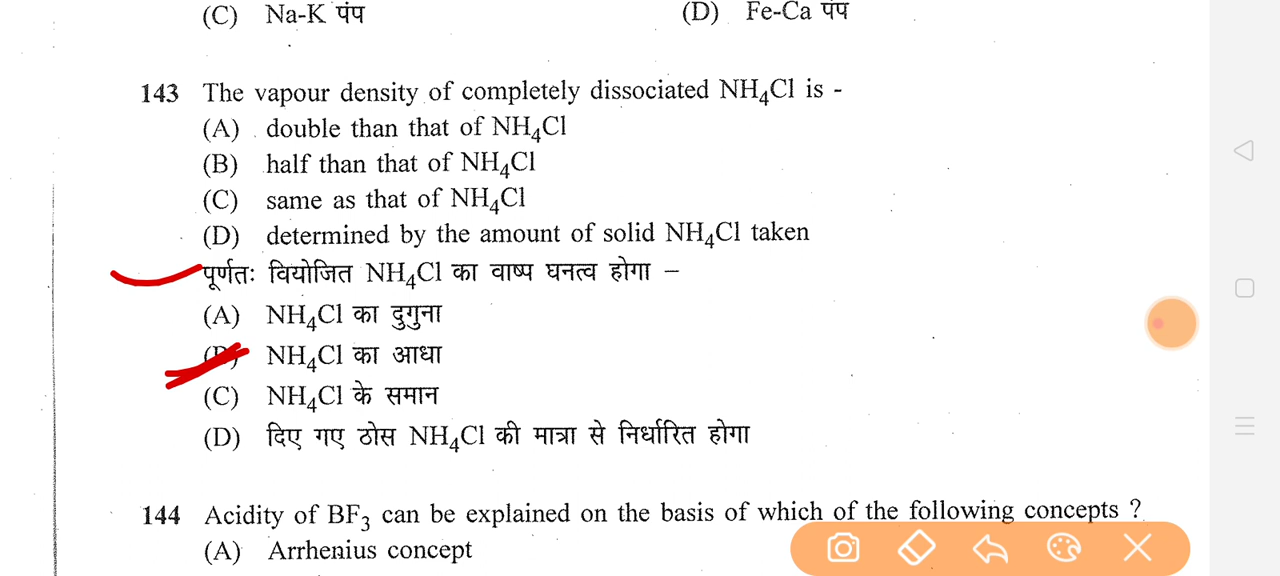 (C) Na-K पंप (D) Fe-Ca पंप
143 The vapour density of completely dissociated NH₄Cl is -
(A) double than that of NH₄Cl
(B) half than that of NH₄Cl
(C) same as that of NH₄Cl
(D) determined by the amount of solid NH₄Cl taken
पूर्णतः वियोजित NH₄Cl का वाष्प घनत्व होगा –
(A) NH₄Cl का दुगुना
(B) NH₄Cl का आधा
(C) NH₄Cl के समान
(D) दिए गए ठोस NH₄Cl की मात्रा से निर्धारित होगा
144 Acidity of BF₃ can be explained on the basis of which of the following concepts ?
(A) Arrhenius concept